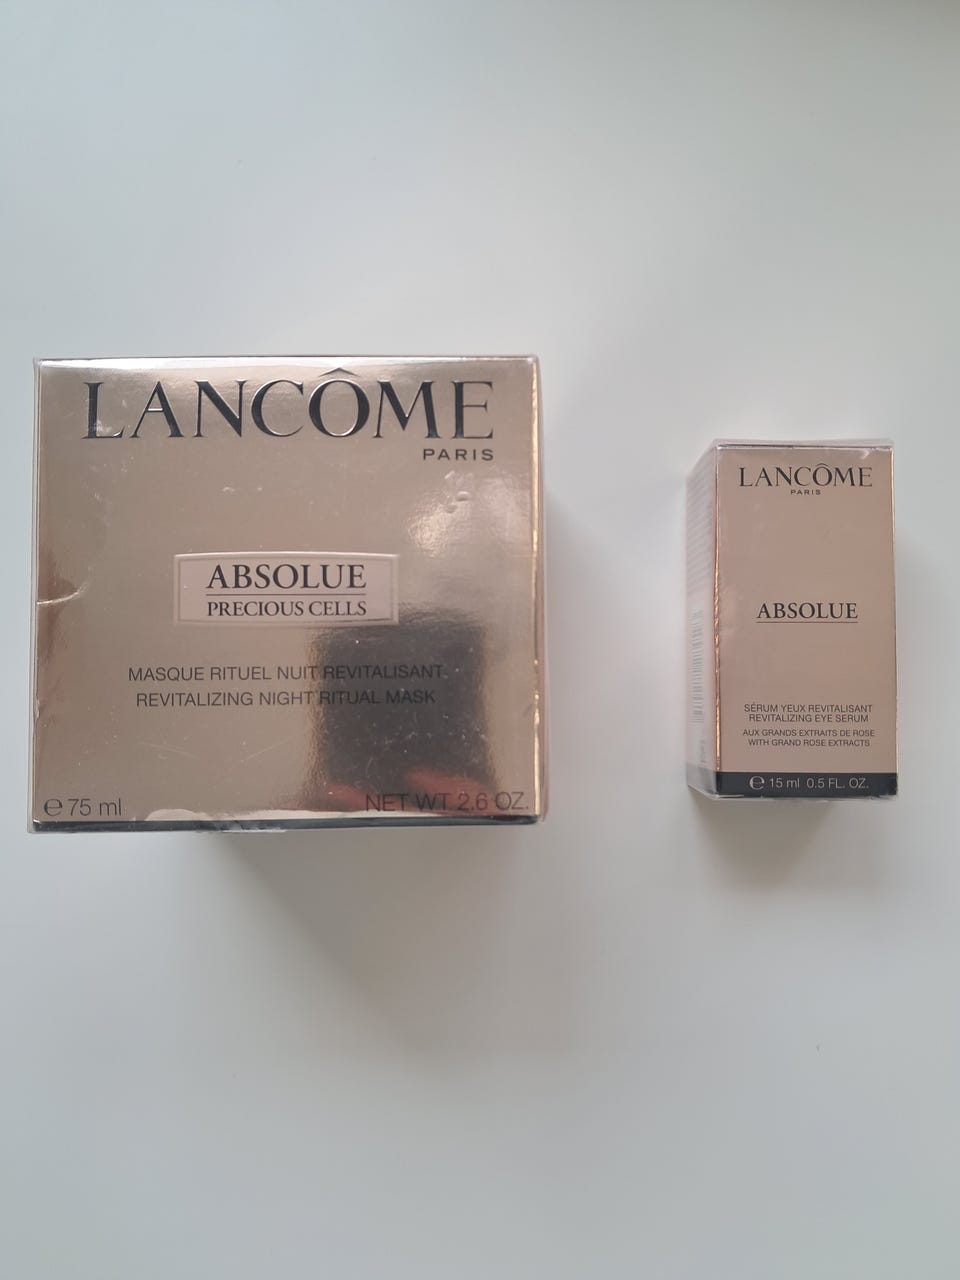 LANCÔME
PARIS
ABSOLUE
PRECIOUS CELLS
MASQUE RITUEL NUIT REVITALISANT
REVITALIZING NIGHT RITUAL MASK
℮ 75 ml
NET WT 2.6 OZ.
LANCÔME
PARIS
ABSOLUE
SÉRUM YEUX REVITALISANT
REVITALIZING EYE SERUM
AUX GRANDS EXTRAITS DE ROSE
WITH GRAND ROSE EXTRACTS
℮ 15 ml 0.5 FL. OZ.